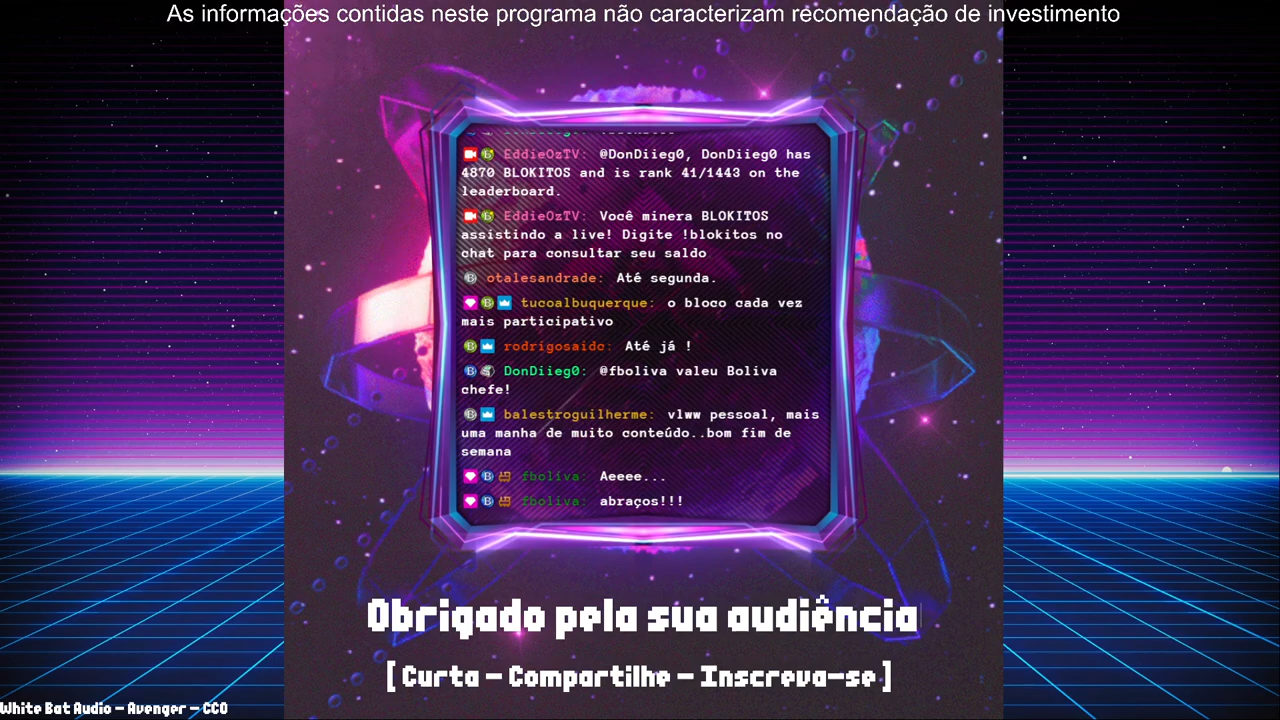 As informações contidas neste programa não caracterizam recomendação de investimento
EddieOzTV: @DonDiieg0, DonDiieg0 has
4870 BLOKITOS and is rank 41/1443 on the
leaderboard.
EddieOzTV: Você minera BLOKITOS
assistindo a live! Digite !blokitos no
chat para consultar seu saldo
otalesandrade: Até segunda.
tucoalbuquerque: o bloco cada vez
mais participativo
rodrigosaidc: Até já !
DonDiieg0: @fboliva valeu Boliva
chefe!
balestroguilherme: vlww pessoal, mais
uma manha de muito conteúdo..bom fim de
semana
fboliva: Aeeee...
fboliva: abraços!!!
Obrigado pela sua audiência
[ Curta - Compartilhe - Inscreva-se ]
White Bat Audio - Avenger - CC0